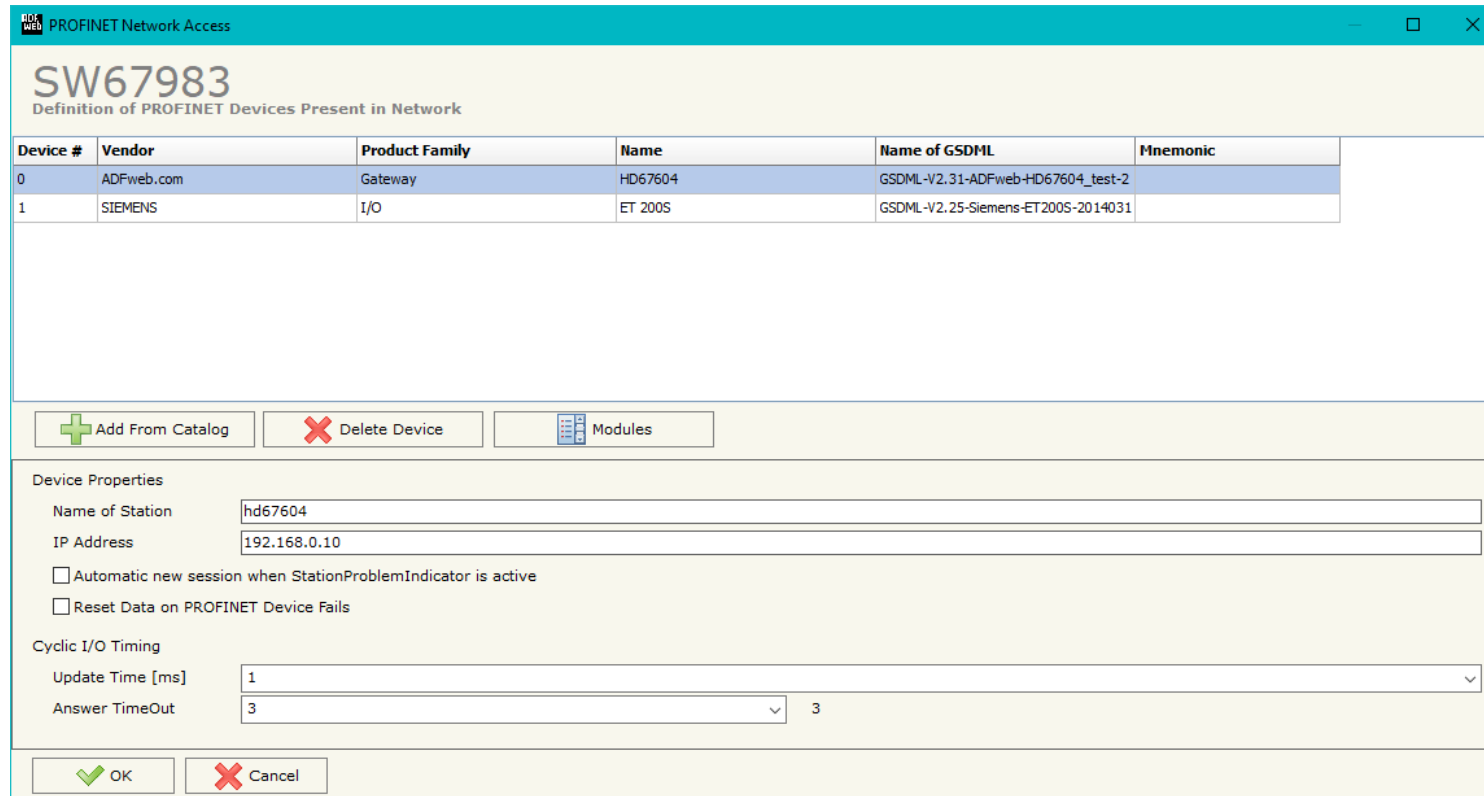 ADF web PROFINET Network Access
SW67983
Definition of PROFINET Devices Present in Network
Device # Vendor Product Family Name Name of GSDML Mnemonic
0 ADFweb.com Gateway HD67604 GSDML-V2.31-ADFweb-HD67604_test-2
1 SIEMENS I/O ET 200S GSDML-V2.25-Siemens-ET200S-2014031
Add From Catalog Delete Device Modules
Device Properties
Name of Station hd67604
IP Address 192.168.0.10
Automatic new session when StationProblemIndicator is active
Reset Data on PROFINET Device Fails
Cyclic I/O Timing
Update Time [ms] 1
Answer TimeOut 3 3
OK Cancel